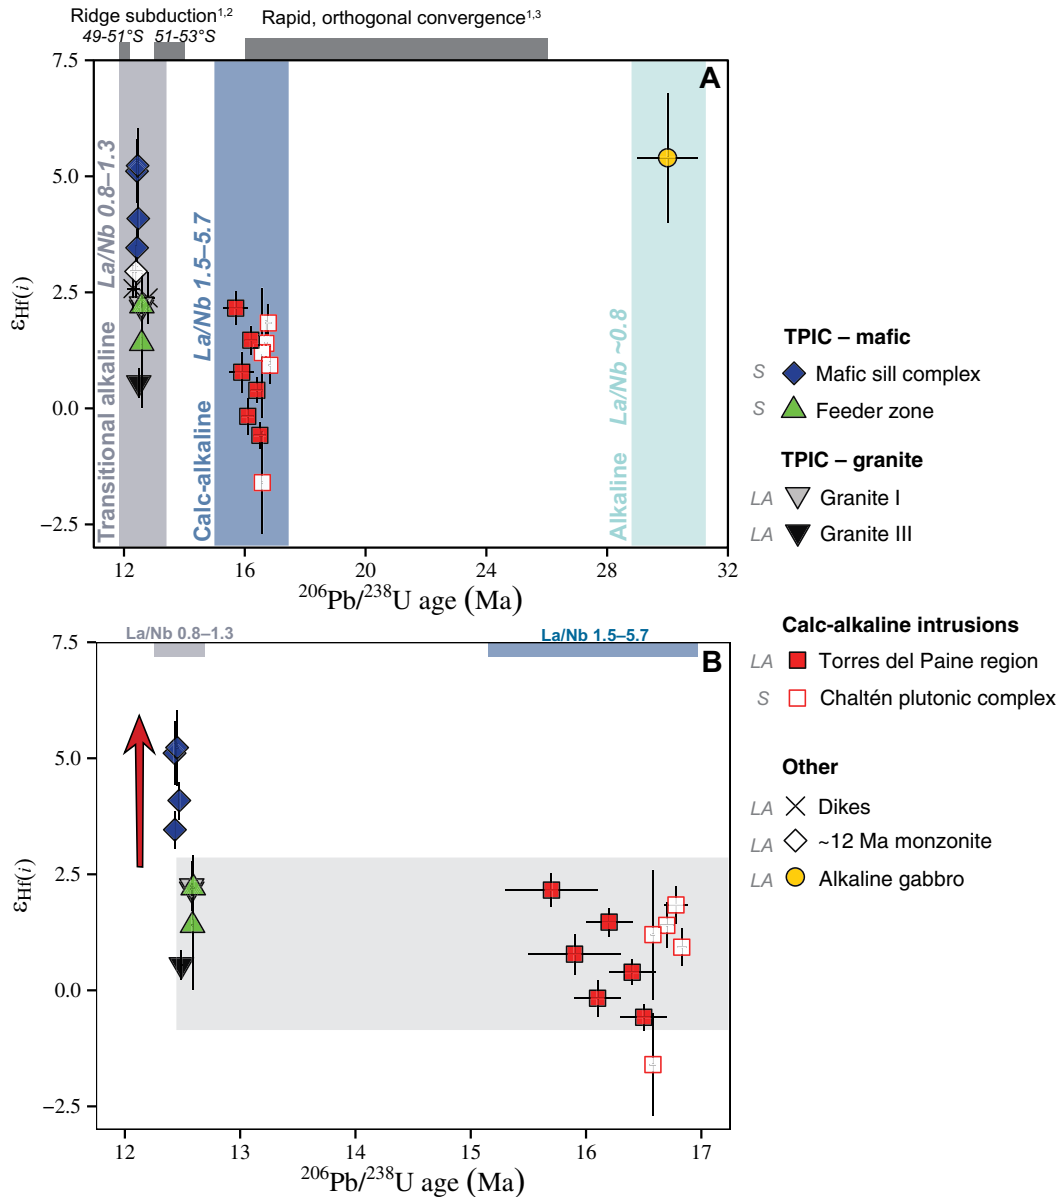 Ridge subduction1,2
49-51°S 51-53°S
Rapid, orthogonal convergence1,3
A
7.5
5.0
2.5
0.0
−2.5
εHf(i)
Transitional alkaline La/Nb 0.8–1.3
Calc-alkaline La/Nb 1.5–5.7
Alkaline La/Nb ~0.8
12 16 20 24 28 32
206Pb/238U age (Ma)
TPIC – mafic
S Mafic sill complex
S Feeder zone
TPIC – granite
LA Granite I
LA Granite III
Calc-alkaline intrusions
LA Torres del Paine region
S Chaltén plutonic complex
Other
LA Dikes
LA ~12 Ma monzonite
LA Alkaline gabbro
La/Nb 0.8–1.3
La/Nb 1.5–5.7
B
7.5
5.0
2.5
0.0
−2.5
εHf(i)
12 13 14 15 16 17
206Pb/238U age (Ma)